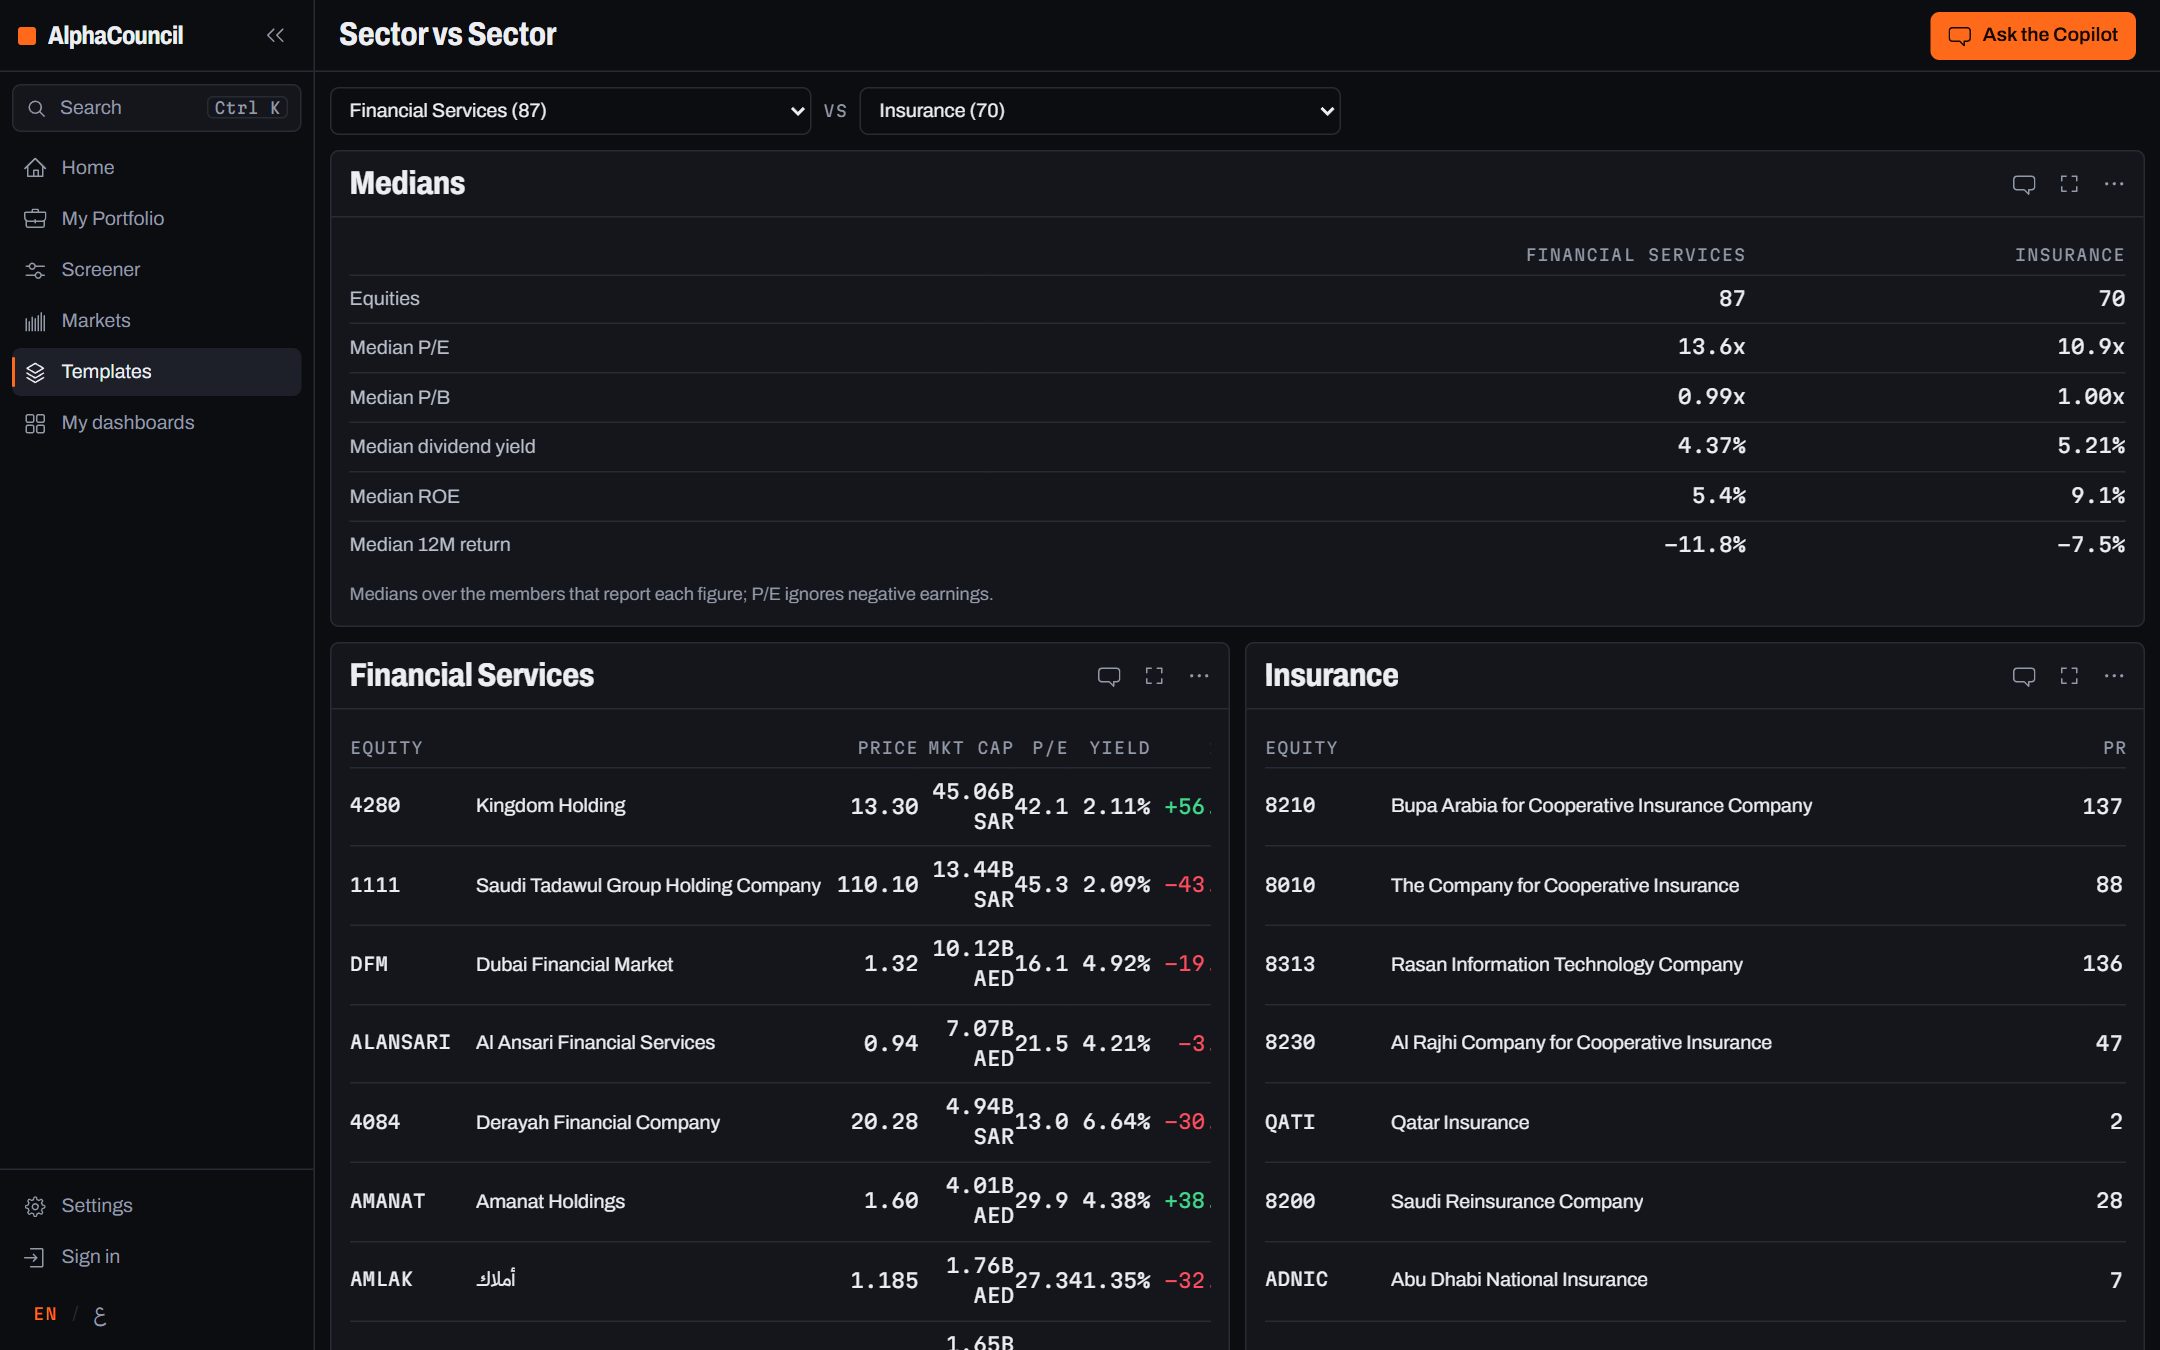 AlphaCouncil
Search Ctrl K
Home
My Portfolio
Screener
Markets
Templates
My dashboards
Settings
Sign in
EN / ع
Sector vs Sector
Ask the Copilot
Financial Services (87) VS Insurance (70)
Medians
FINANCIAL SERVICES INSURANCE
Equities 87 70
Median P/E 13.6x 10.9x
Median P/B 0.99x 1.00x
Median dividend yield 4.37% 5.21%
Median ROE 5.4% 9.1%
Median 12M return −11.8% −7.5%
Medians over the members that report each figure; P/E ignores negative earnings.
Financial Services
EQUITY PRICE MKT CAP P/E YIELD
4280 Kingdom Holding 13.30 45.06B SAR 42.1 2.11% +56.
1111 Saudi Tadawul Group Holding Company 110.10 13.44B SAR 45.3 2.09% −43.
DFM Dubai Financial Market 1.32 10.12B AED 16.1 4.92% −19.
ALANSARI Al Ansari Financial Services 0.94 7.07B AED 21.5 4.21% −3.
4084 Derayah Financial Company 20.28 4.94B SAR 13.0 6.64% −30.
AMANAT Amanat Holdings 1.60 4.01B AED 29.9 4.38% +38.
AMLAK أملاك 1.185 1.76B AED 27.3 41.35% −32.
1.65B
Insurance
EQUITY PR
8210 Bupa Arabia for Cooperative Insurance Company 137
8010 The Company for Cooperative Insurance 88
8313 Rasan Information Technology Company 136
8230 Al Rajhi Company for Cooperative Insurance 47
QATI Qatar Insurance 2
8200 Saudi Reinsurance Company 28
ADNIC Abu Dhabi National Insurance 7